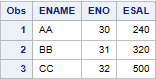 Obs ENAME ENO ESAL
1 AA 30 240
2 BB 31 320
3 CC 32 500